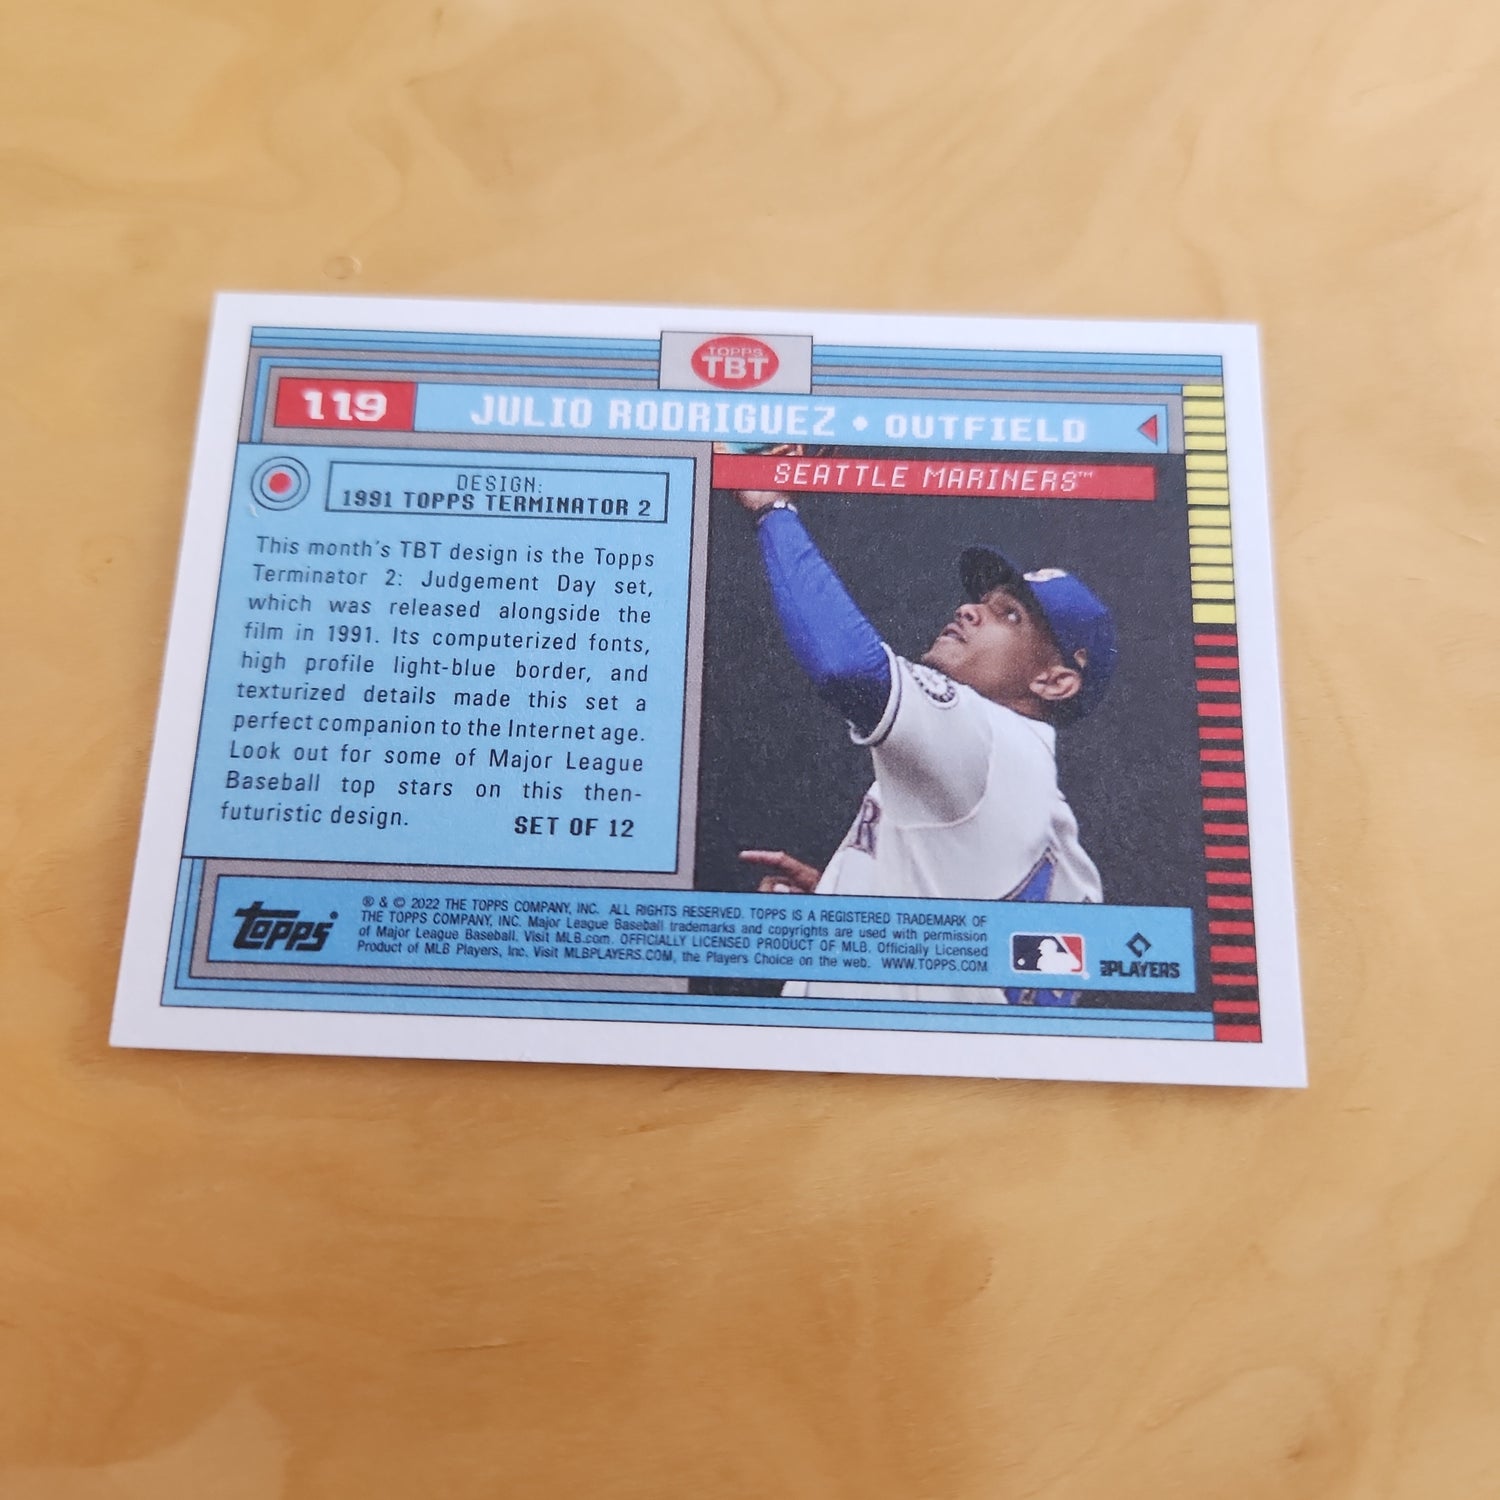 TOPPS
TBT
119
JULIO RODRIGUEZ • OUTFIELD
SEATTLE MARINERS™
DESIGN:
1991 TOPPS TERMINATOR 2
This month's TBT design is the Topps
Terminator 2: Judgement Day set,
which was released alongside the
film in 1991. Its computerized fonts,
high profile light-blue border, and
texturized details made this set a
perfect companion to the Internet age.
Look out for some of Major League
Baseball top stars on this then-
futuristic design.
SET OF 12
R
topps
® & © 2022 THE TOPPS COMPANY, INC. ALL RIGHTS RESERVED. TOPPS IS A REGISTERED TRADEMARK OF
THE TOPPS COMPANY, INC. Major League Baseball trademarks and copyrights are used with permission
of Major League Baseball. Visit MLB.com. OFFICIALLY LICENSED PRODUCT OF MLB. Officially Licensed
Product of MLB Players, Inc. Visit MLBPLAYERS.COM, the Players Choice on the web. WWW.TOPPS.COM
PLAYERS